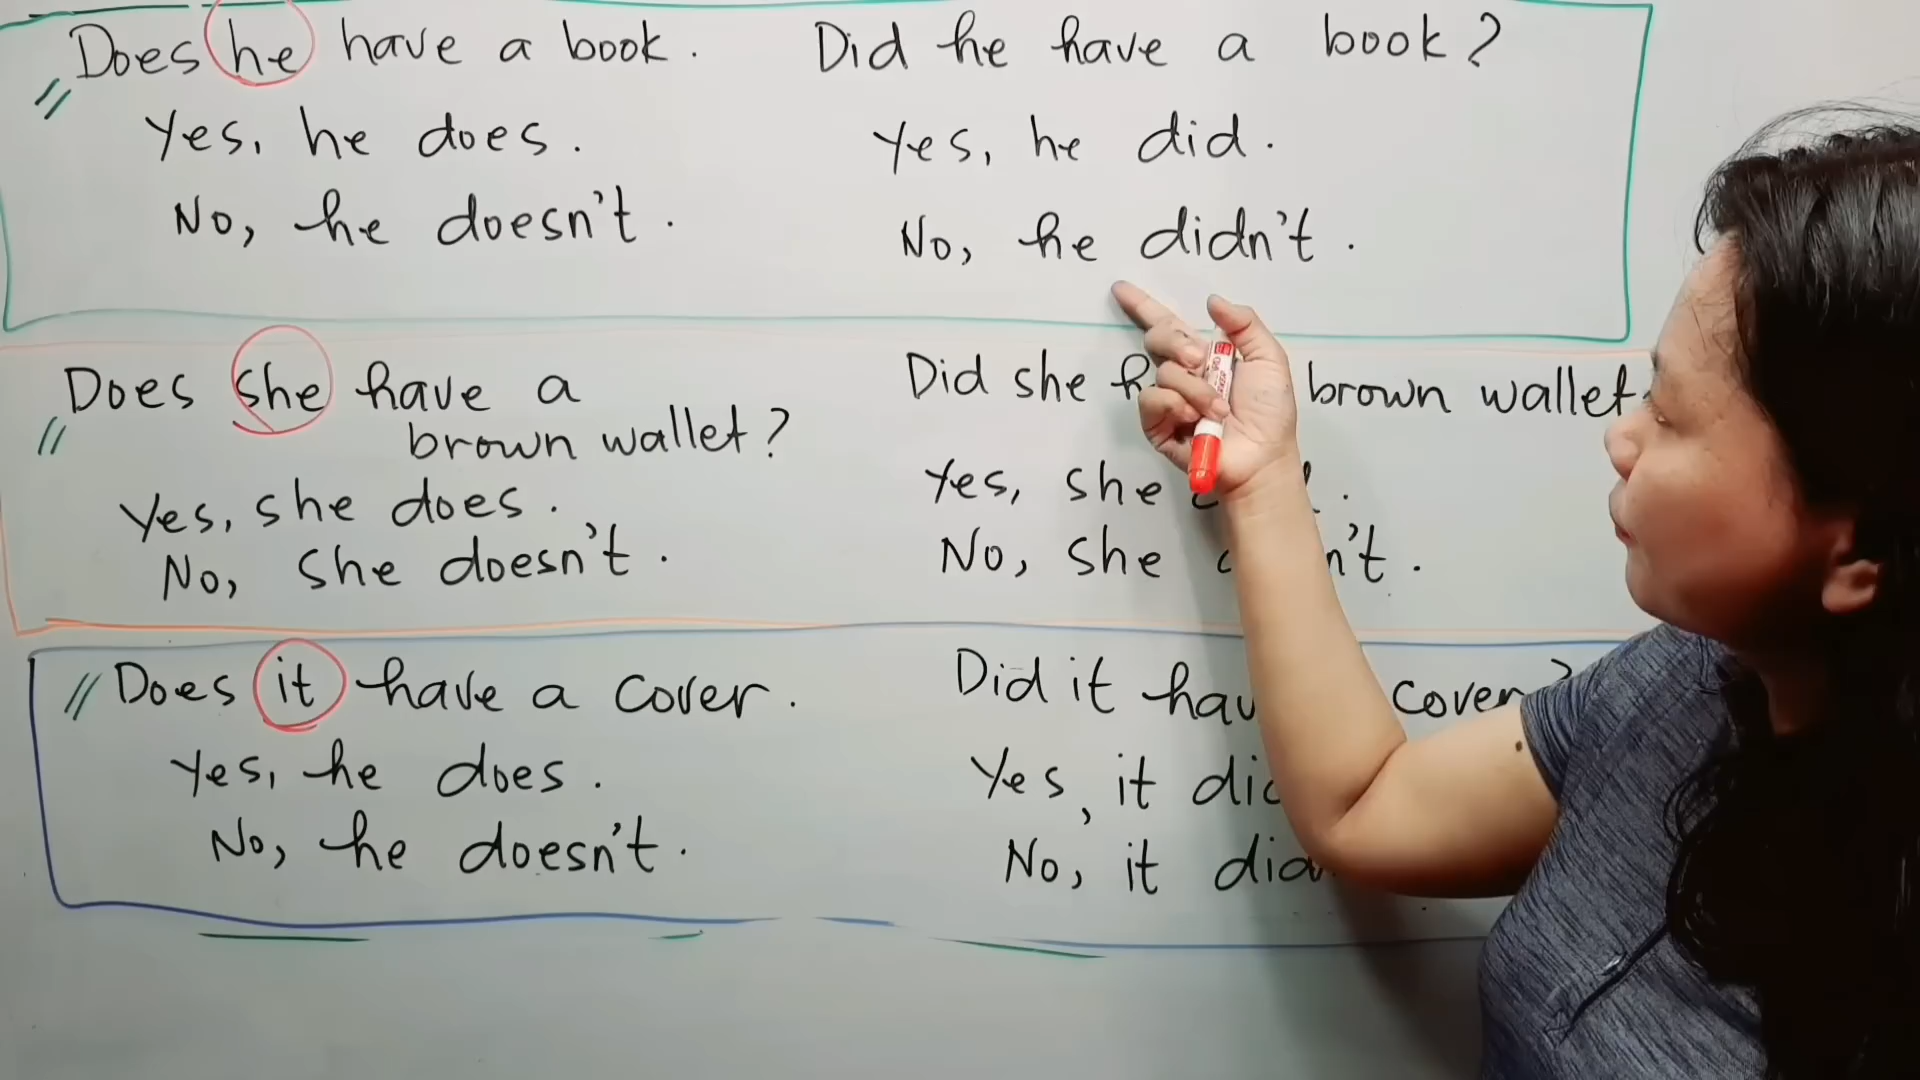 Does he have a book.
Yes, he does.
No, he doesn't.
Did he have a book?
Yes, he did.
No, he didn't.
Does she have a
brown wallet?
Yes, she does.
No, she doesn't.
Did she brown wallet
Yes, she
No, she
Does it have a cover.
Yes, he does.
No, he doesn't.
Did it cover?
Yes, it
No, it